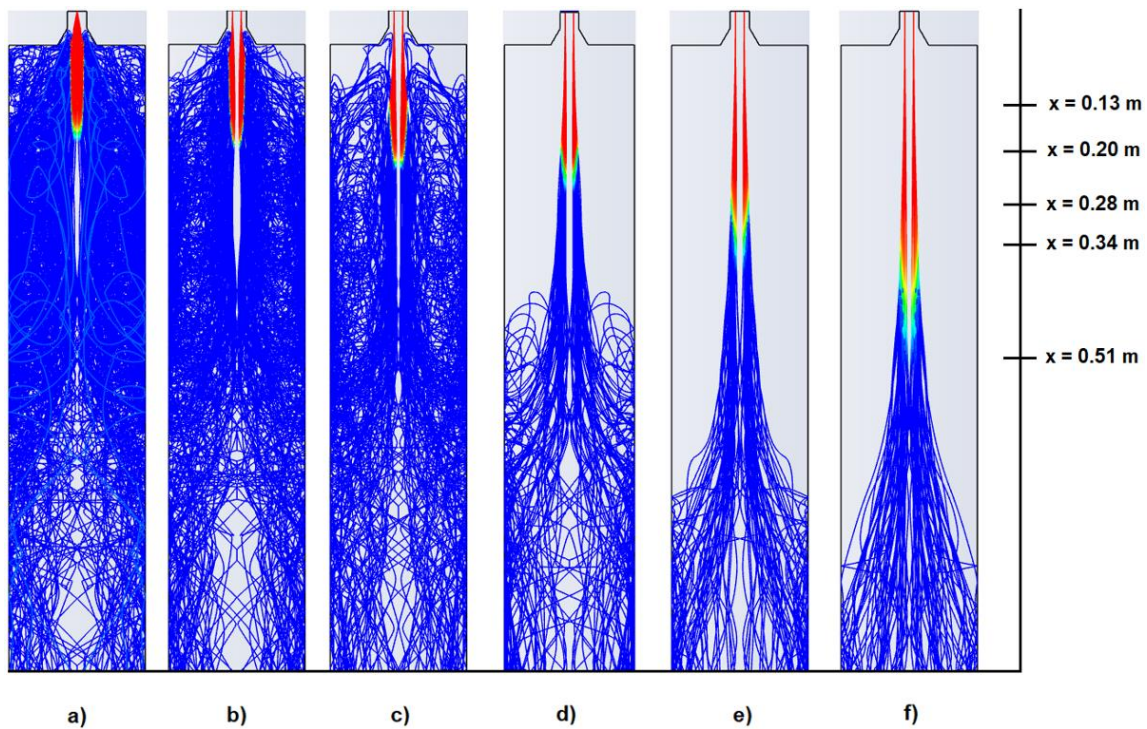 x = 0.13 m
x = 0.20 m
x = 0.28 m
x = 0.34 m
x = 0.51 m
a) b) c) d) e) f)